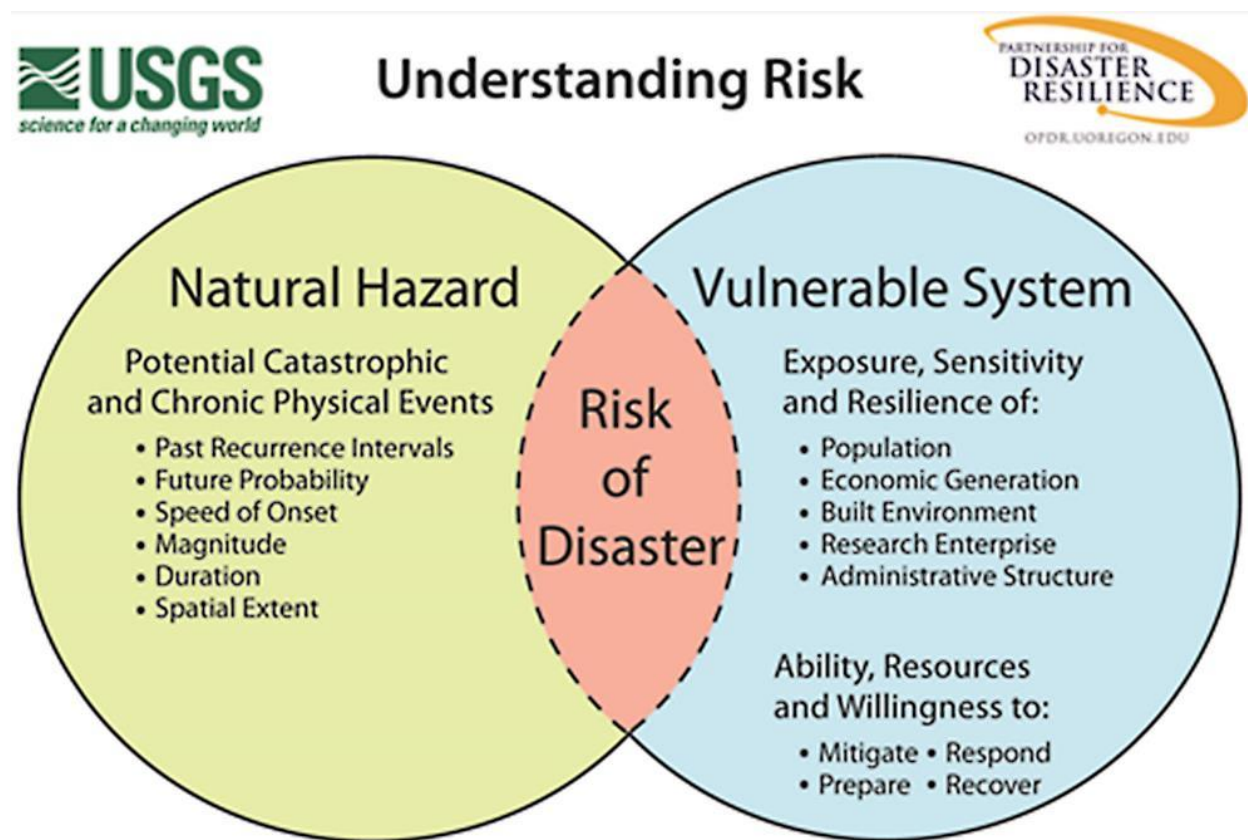 USGS
science for a changing world
Understanding Risk
PARTNERSHIP FOR
DISASTER
RESILIENCE
OPDR.UOREGON.EDU
Natural Hazard
Potential Catastrophic
and Chronic Physical Events
• Past Recurrence Intervals
• Future Probability
• Speed of Onset
• Magnitude
• Duration
• Spatial Extent
Risk
of
Disaster
Vulnerable System
Exposure, Sensitivity
and Resilience of:
• Population
• Economic Generation
• Built Environment
• Research Enterprise
• Administrative Structure
Ability, Resources
and Willingness to:
• Mitigate • Respond
• Prepare • Recover